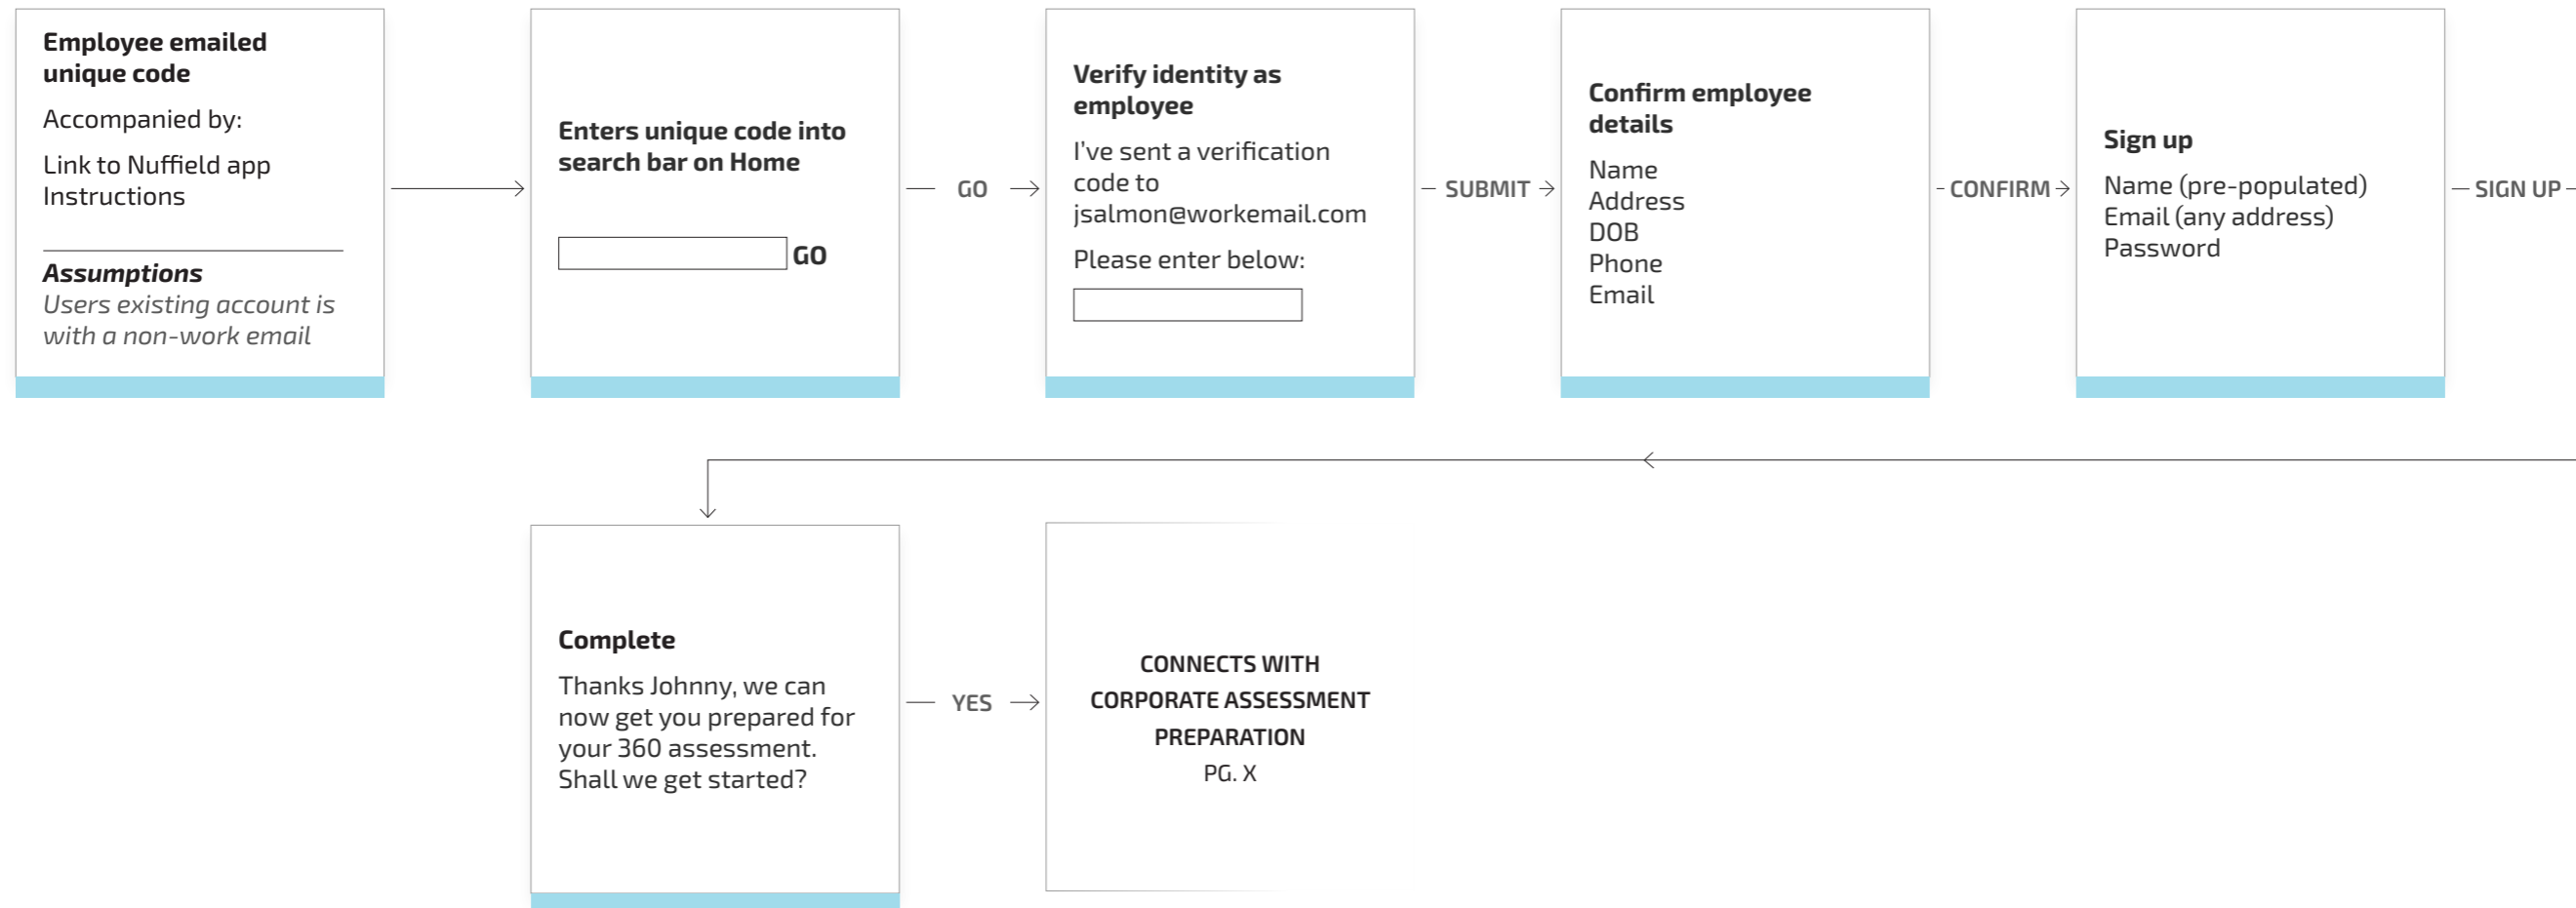 Employee emailed
unique code
Accompanied by:
Link to Nuffield app
Instructions
Assumptions
Users existing account is
with a non-work email
Enters unique code into
search bar on Home
GO
GO
Verify identity as
employee
I've sent a verification
code to
jsalmon@workemail.com
Please enter below:
SUBMIT
Confirm employee
details
Name
Address
DOB
Phone
Email
CONFIRM
Sign up
Name (pre-populated)
Email (any address)
Password
SIGN UP
Complete
Thanks Johnny, we can
now get you prepared for
your 360 assessment.
Shall we get started?
YES
CONNECTS WITH
CORPORATE ASSESSMENT
PREPARATION
PG. X